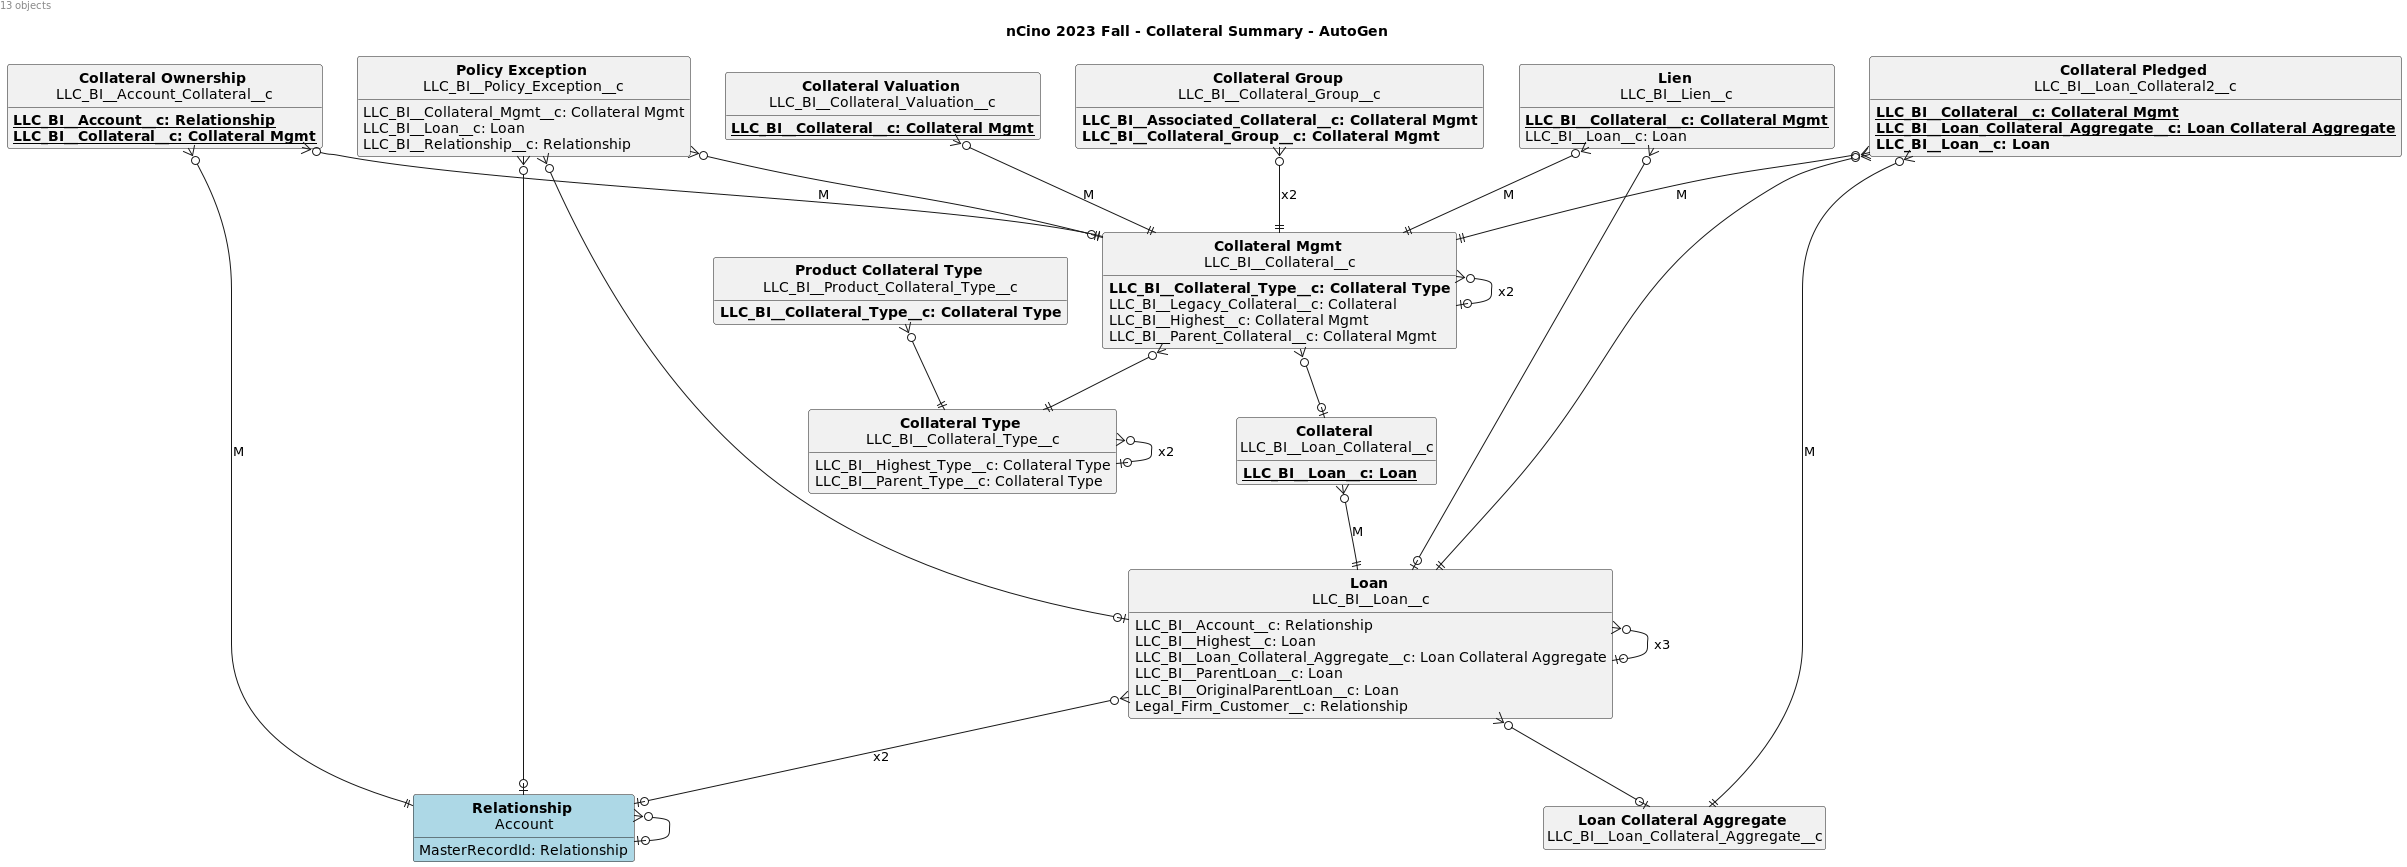 13 objects
nCino 2023 Fall - Collateral Summary - AutoGen
Collateral Ownership
LLC_BI__Account_Collateral__c
LLC_BI__Account__c: Relationship
LLC_BI__Collateral__c: Collateral Mgmt
Policy Exception
LLC_BI__Policy_Exception__c
LLC_BI__Collateral_Mgmt__c: Collateral Mgmt
LLC_BI__Loan__c: Loan
LLC_BI__Relationship__c: Relationship
Collateral Valuation
LLC_BI__Collateral_Valuation__c
LLC_BI__Collateral__c: Collateral Mgmt
Collateral Group
LLC_BI__Collateral_Group__c
LLC_BI__Associated_Collateral__c: Collateral Mgmt
LLC_BI__Collateral_Group__c: Collateral Mgmt
Lien
LLC_BI__Lien__c
LLC_BI__Collateral__c: Collateral Mgmt
LLC_BI__Loan__c: Loan
Collateral Pledged
LLC_BI__Loan_Collateral2__c
LLC_BI__Collateral__c: Collateral Mgmt
LLC_BI__Loan_Collateral_Aggregate__c: Loan Collateral Aggregate
LLC_BI__Loan__c: Loan
M
M
x2
M
M
Collateral Mgmt
LLC_BI__Collateral__c
LLC_BI__Collateral_Type__c: Collateral Type
LLC_BI__Legacy_Collateral__c: Collateral
LLC_BI__Highest__c: Collateral Mgmt
LLC_BI__Parent_Collateral__c: Collateral Mgmt
x2
Product Collateral Type
LLC_BI__Product_Collateral_Type__c
LLC_BI__Collateral_Type__c: Collateral Type
Collateral Type
LLC_BI__Collateral_Type__c
LLC_BI__Highest_Type__c: Collateral Type
LLC_BI__Parent_Type__c: Collateral Type
x2
Collateral
LLC_BI__Loan_Collateral__c
LLC_BI__Loan__c: Loan
M
M
M
Loan
LLC_BI__Loan__c
LLC_BI__Account__c: Relationship
LLC_BI__Highest__c: Loan
LLC_BI__Loan_Collateral_Aggregate__c: Loan Collateral Aggregate
LLC_BI__ParentLoan__c: Loan
LLC_BI__OriginalParentLoan__c: Loan
Legal_Firm_Customer__c: Relationship
x3
x2
Relationship
Account
MasterRecordId: Relationship
Loan Collateral Aggregate
LLC_BI__Loan_Collateral_Aggregate__c